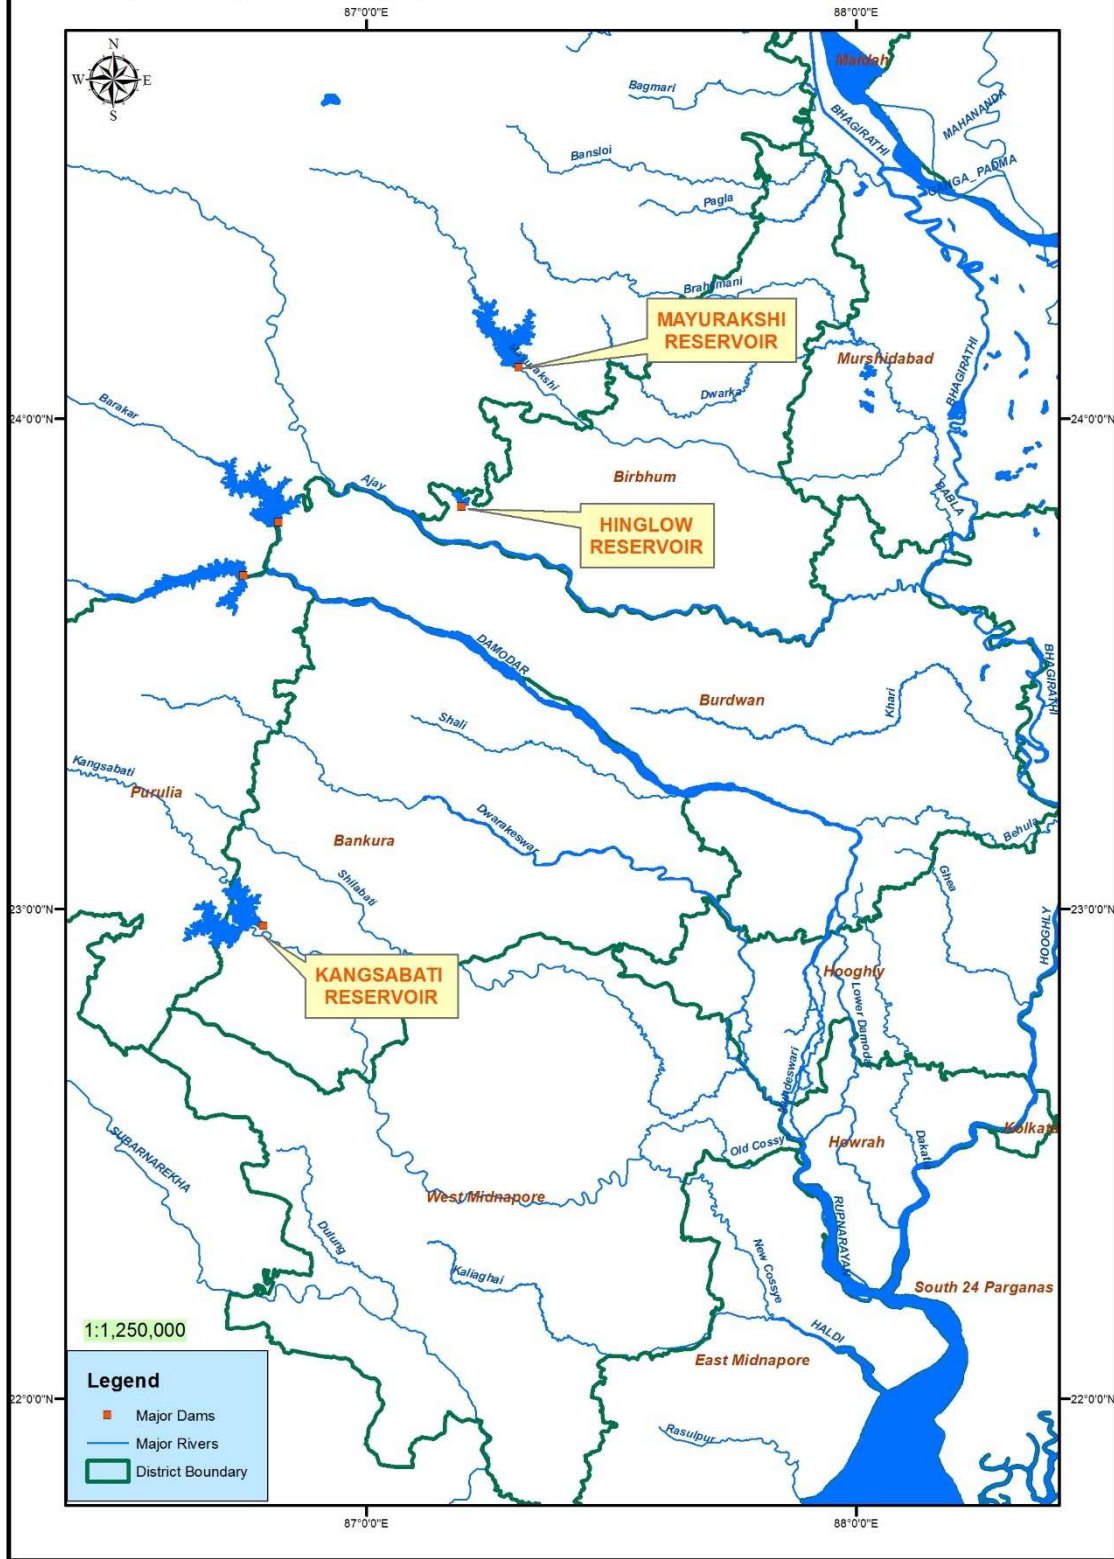 87°0'0"E
88°0'0"E
N
W
E
S
Maldah
Bagmari
BHAGIRATHI
MAHANANDA
Bansloi
GANGA_PADMA
Pagla
Brahmani
MAYURAKSHI
RESERVOIR
Mayurakshi
Murshidabad
BHAGIRATHI
Dwarka
Barakar
24°0'0"N
24°0'0"N
Ajay
Birbhum
BABLA
HINGLOW
RESERVOIR
DAMODAR
BHAGIRATHI
Burdwan
Khari
Shali
Kangsabati
Purulia
Dwarakeswar
Behula
Bankura
Shilabati
Ghea
23°0'0"N
23°0'0"N
HOOGHLY
KANGSABATI
RESERVOIR
Hooghly
Lower Damodar
Mundeswari
SUBARNAREKHA
Old Cossy
Howrah
Dakatia
Kolkata
West Midnapore
RUPNARAYAN
Dulung
New Cossye
Kaliaghai
South 24 Parganas
1:1,250,000
HALDI
East Midnapore
Legend
Major Dams
Major Rivers
District Boundary
22°0'0"N
22°0'0"N
Rasulpur
87°0'0"E
88°0'0"E